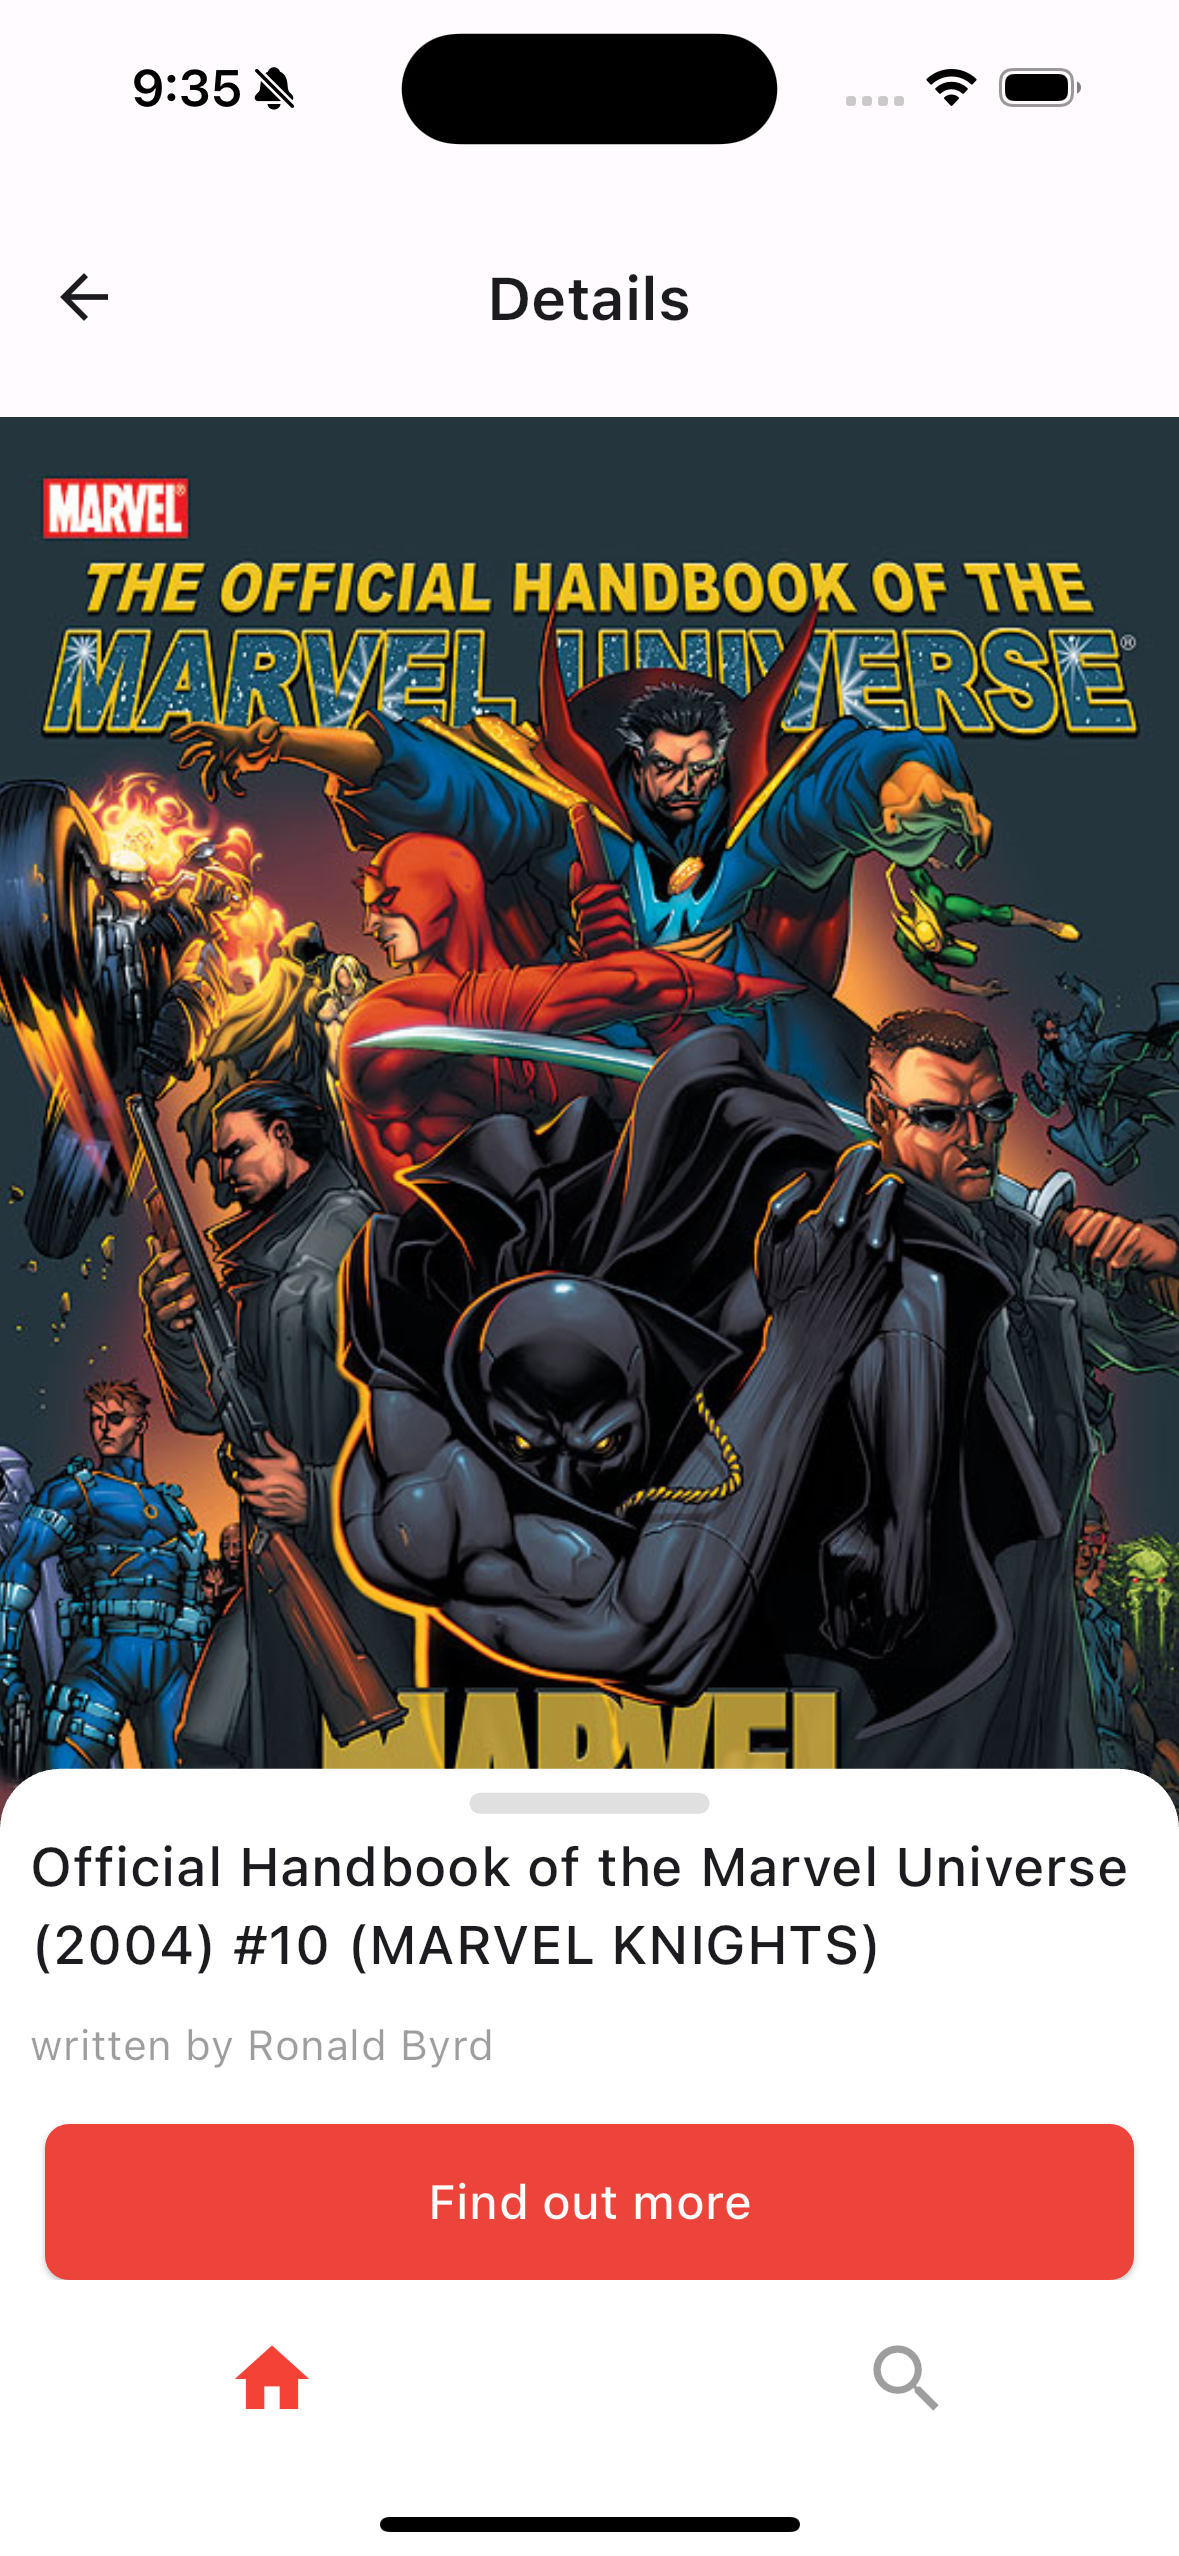 9:35
Details
MARVEL®
THE OFFICIAL HANDBOOK OF THE
MARVEL UNIVERSE®
MARVEL
Official Handbook of the Marvel Universe
(2004) #10 (MARVEL KNIGHTS)
written by Ronald Byrd
Find out more